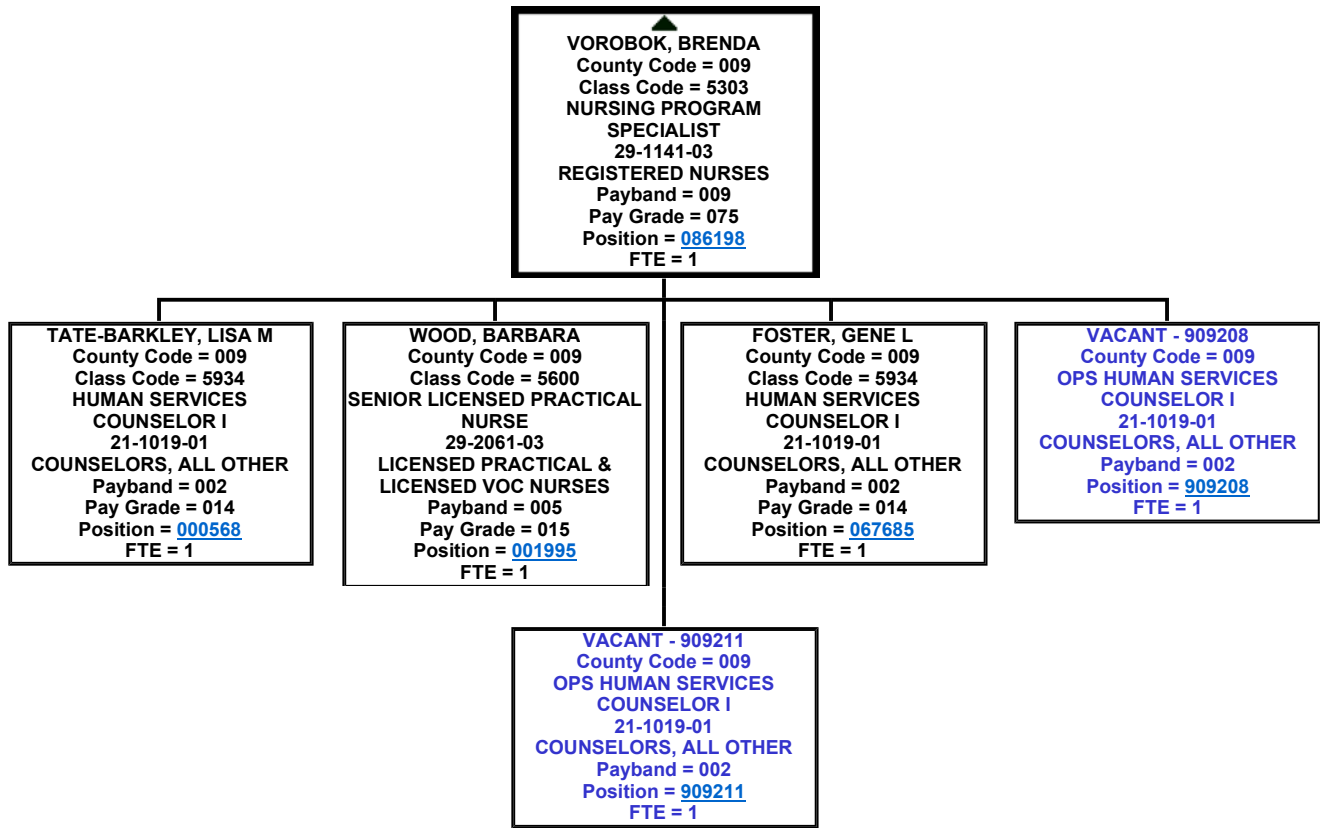 VOROBOK, BRENDA
County Code = 009
Class Code = 5303
NURSING PROGRAM
SPECIALIST
29-1141-03
REGISTERED NURSES
Payband = 009
Pay Grade = 075
Position = 086198
FTE = 1
TATE-BARKLEY, LISA M
County Code = 009
Class Code = 5934
HUMAN SERVICES
COUNSELOR I
21-1019-01
COUNSELORS, ALL OTHER
Payband = 002
Pay Grade = 014
Position = 000568
FTE = 1
WOOD, BARBARA
County Code = 009
Class Code = 5600
SENIOR LICENSED PRACTICAL
NURSE
29-2061-03
LICENSED PRACTICAL &
LICENSED VOC NURSES
Payband = 005
Pay Grade = 015
Position = 001995
FTE = 1
FOSTER, GENE L
County Code = 009
Class Code = 5934
HUMAN SERVICES
COUNSELOR I
21-1019-01
COUNSELORS, ALL OTHER
Payband = 002
Pay Grade = 014
Position = 067685
FTE = 1
VACANT - 909208
County Code = 009
OPS HUMAN SERVICES
COUNSELOR I
21-1019-01
COUNSELORS, ALL OTHER
Payband = 002
Position = 909208
FTE = 1
VACANT - 909211
County Code = 009
OPS HUMAN SERVICES
COUNSELOR I
21-1019-01
COUNSELORS, ALL OTHER
Payband = 002
Position = 909211
FTE = 1